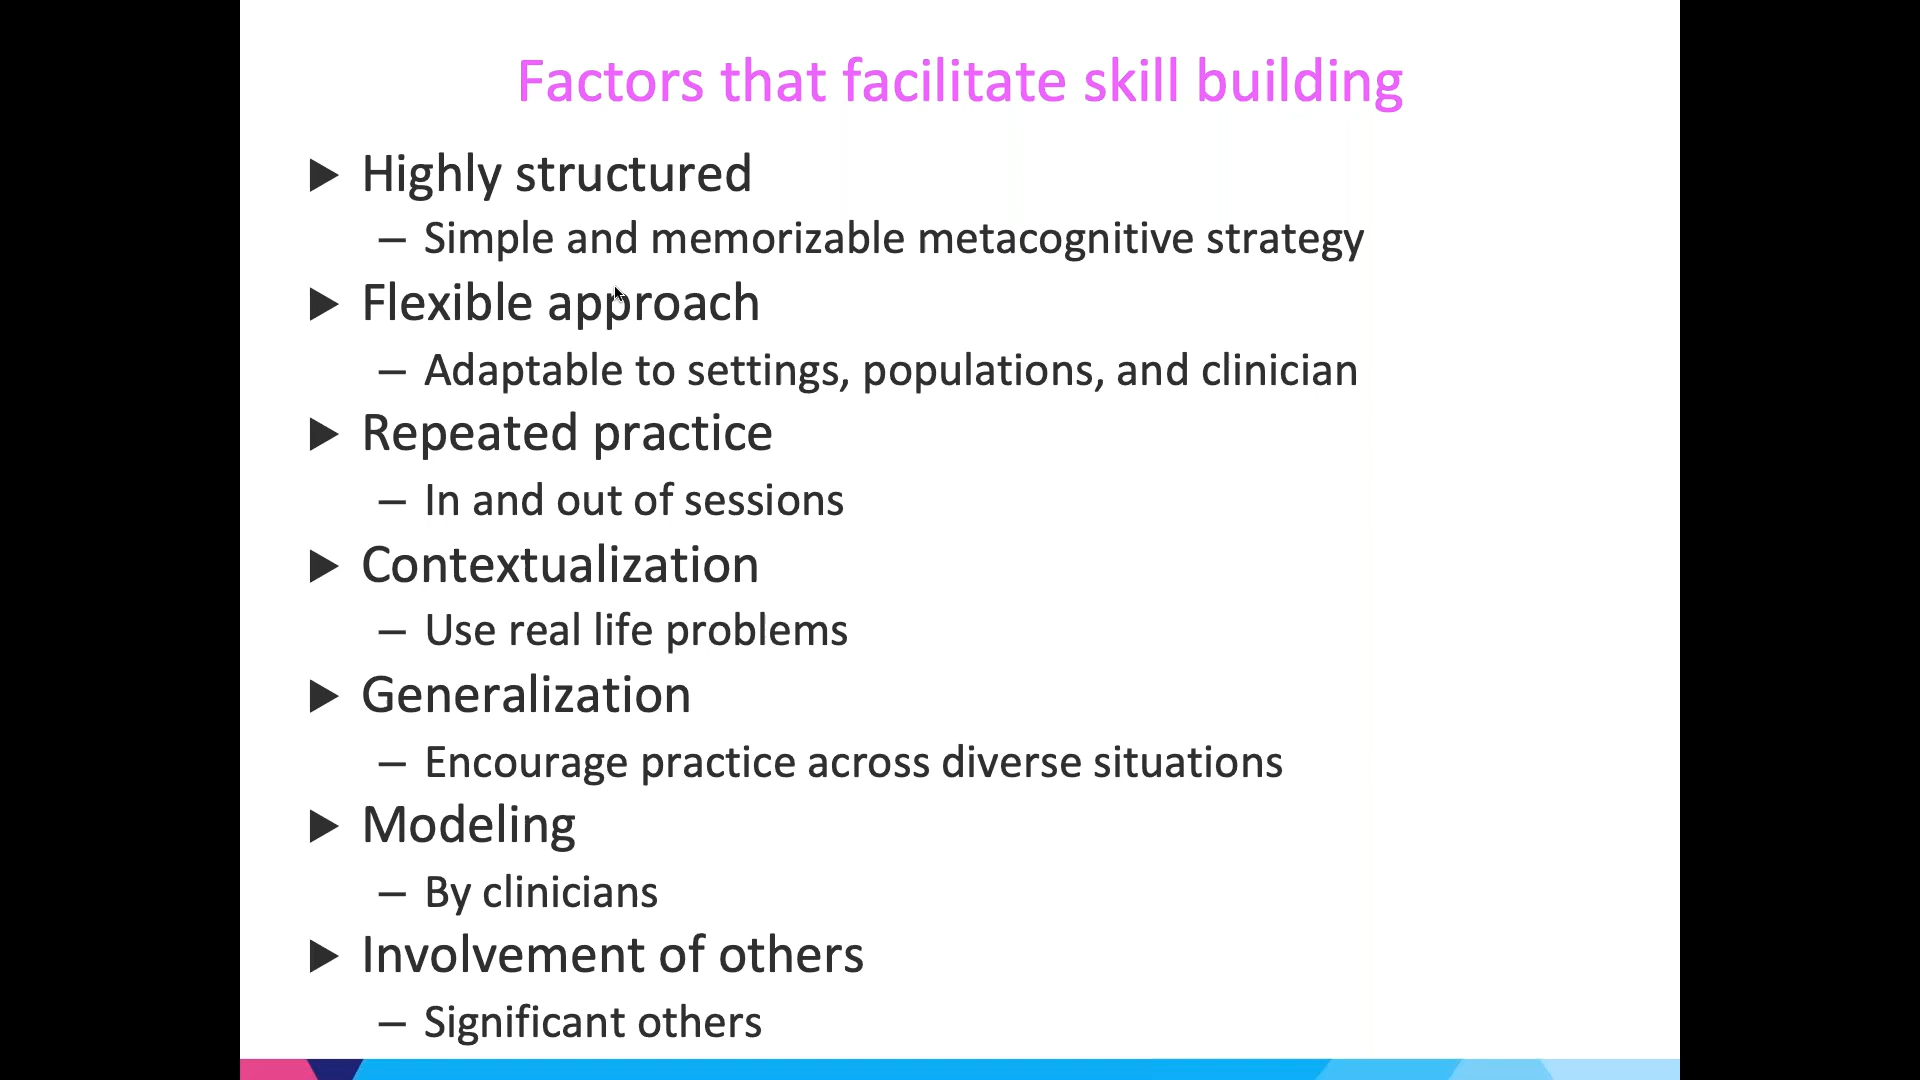 Factors that facilitate skill building
▶ Highly structured
– Simple and memorizable metacognitive strategy
▶ Flexible approach
– Adaptable to settings, populations, and clinician
▶ Repeated practice
– In and out of sessions
▶ Contextualization
– Use real life problems
▶ Generalization
– Encourage practice across diverse situations
▶ Modeling
– By clinicians
▶ Involvement of others
– Significant others